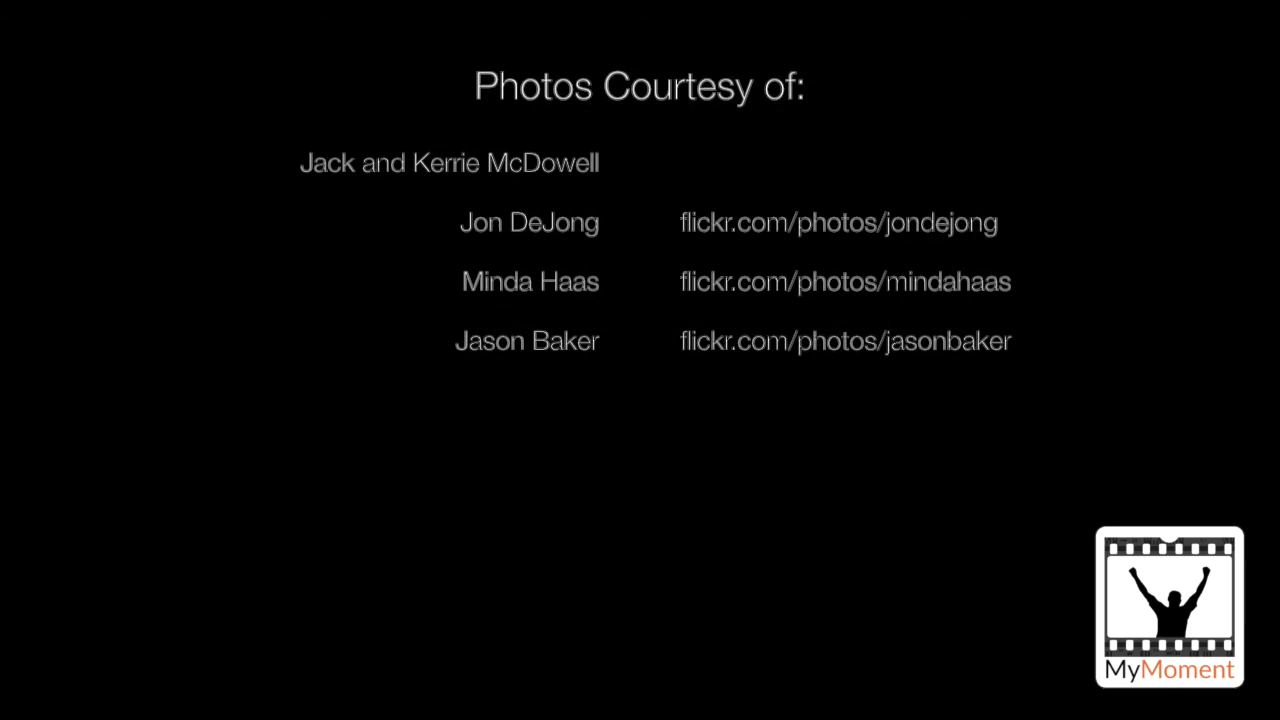 Photos Courtesy of:
Jack and Kerrie McDowell
Jon DeJong flickr.com/photos/jondejong
Minda Haas flickr.com/photos/mindahaas
Jason Baker flickr.com/photos/jasonbaker
MyMoment